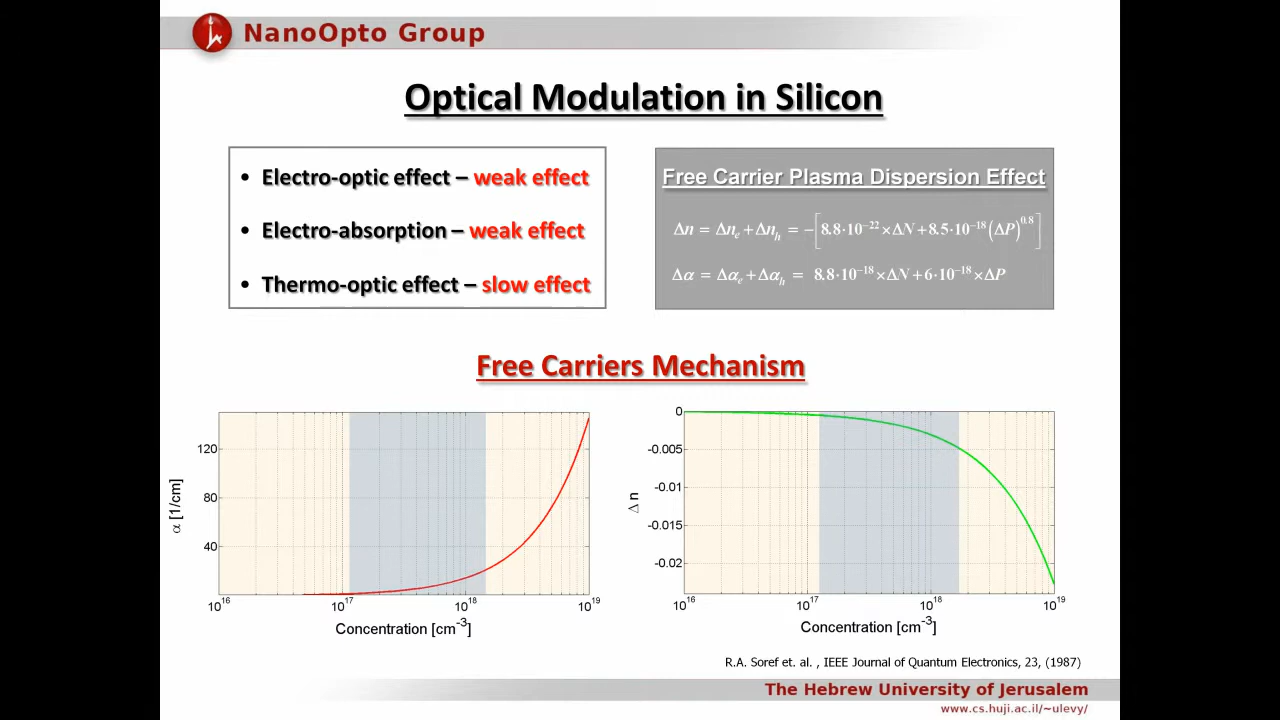 NanoOpto Group
Optical Modulation in Silicon
• Electro-optic effect – weak effect
• Electro-absorption – weak effect
• Thermo-optic effect – slow effect
Free Carrier Plasma Dispersion Effect
Δn = Δnₑ + Δnₕ = −[8.8·10⁻²² × ΔN + 8.5·10⁻¹⁸ (ΔP)⁰·⁸]
Δα = Δαₑ + Δαₕ = 8.8·10⁻¹⁸ × ΔN + 6·10⁻¹⁸ × ΔP
Free Carriers Mechanism
α [1/cm]
120
80
40
10¹⁶ 10¹⁷ 10¹⁸ 10¹⁹
Concentration [cm⁻³]
Δ n
0
-0.005
-0.01
-0.015
-0.02
10¹⁶ 10¹⁷ 10¹⁸ 10¹⁹
Concentration [cm⁻³]
R.A. Soref et. al. , IEEE Journal of Quantum Electronics, 23, (1987)
The Hebrew University of Jerusalem
www.cs.huji.ac.il/~ulevy/